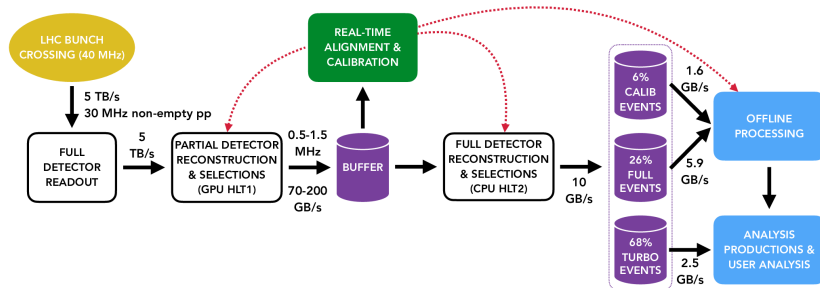 LHC BUNCH
CROSSING (40 MHz)
5 TB/s
30 MHz non-empty pp
FULL
DETECTOR
READOUT
5
TB/s
PARTIAL DETECTOR
RECONSTRUCTION
& SELECTIONS
(GPU HLT1)
0.5-1.5
MHz
70-200
GB/s
REAL-TIME
ALIGNMENT &
CALIBRATION
BUFFER
FULL DETECTOR
RECONSTRUCTION
& SELECTIONS
(CPU HLT2)
10
GB/s
6%
CALIB
EVENTS
26%
FULL
EVENTS
68%
TURBO
EVENTS
1.6
GB/s
5.9
GB/s
2.5
GB/s
OFFLINE
PROCESSING
ANALYSIS
PRODUCTIONS &
USER ANALYSIS